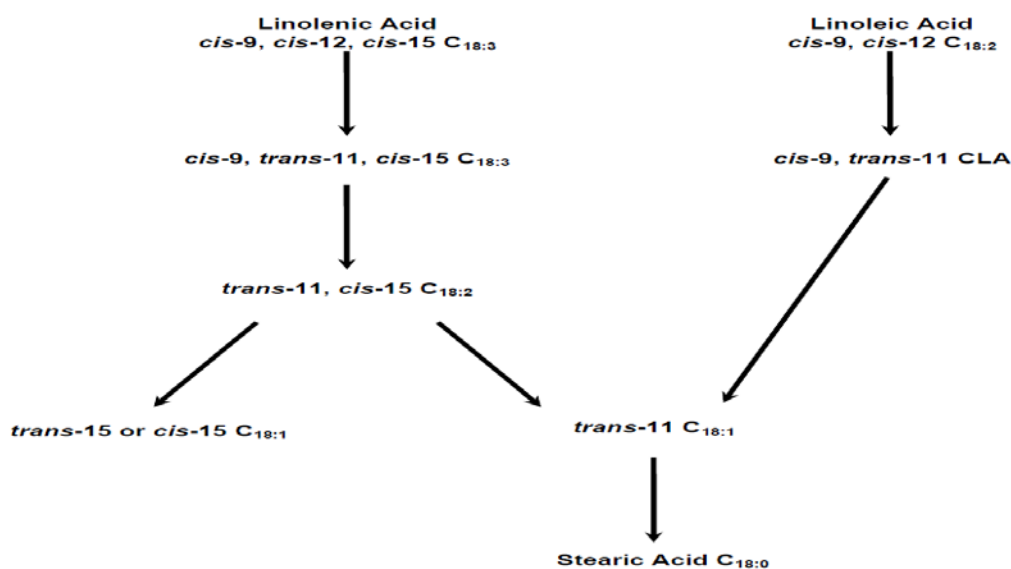 Linolenic Acid
cis-9, cis-12, cis-15 C18:3
Linoleic Acid
cis-9, cis-12 C18:2
cis-9, trans-11, cis-15 C18:3
cis-9, trans-11 CLA
trans-11, cis-15 C18:2
trans-15 or cis-15 C18:1
trans-11 C18:1
Stearic Acid C18:0